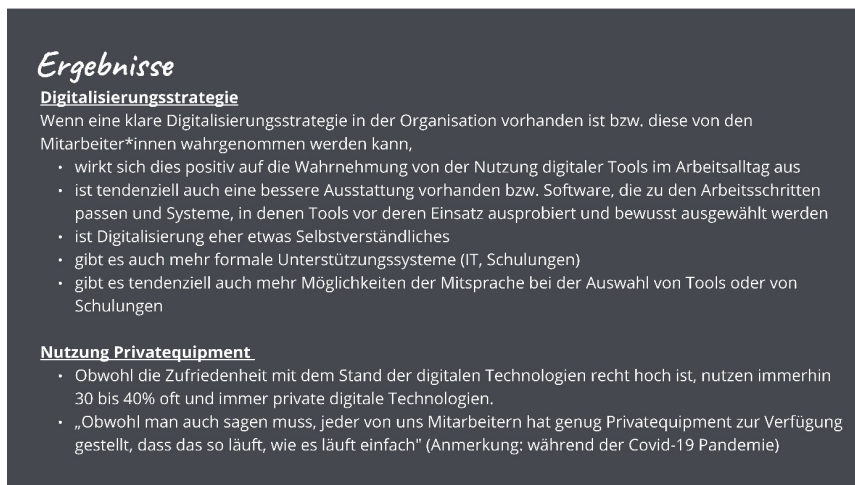 Ergebnisse
Digitalisierungsstrategie
Wenn eine klare Digitalisierungsstrategie in der Organisation vorhanden ist bzw. diese von den
Mitarbeiter*innen wahrgenommen werden kann,
• wirkt sich dies positiv auf die Wahrnehmung von der Nutzung digitaler Tools im Arbeitsalltag aus
• ist tendenziell auch eine bessere Ausstattung vorhanden bzw. Software, die zu den Arbeitsschritten
passen und Systeme, in denen Tools vor deren Einsatz ausprobiert und bewusst ausgewählt werden
• ist Digitalisierung eher etwas Selbstverständliches
• gibt es auch mehr formale Unterstützungssysteme (IT, Schulungen)
• gibt es tendenziell auch mehr Möglichkeiten der Mitsprache bei der Auswahl von Tools oder von
Schulungen
Nutzung Privatequipment
• Obwohl die Zufriedenheit mit dem Stand der digitalen Technologien recht hoch ist, nutzen immerhin
30 bis 40% oft und immer private digitale Technologien.
• „Obwohl man auch sagen muss, jeder von uns Mitarbeitern hat genug Privatequipment zur Verfügung
gestellt, dass das so läuft, wie es läuft einfach" (Anmerkung: während der Covid-19 Pandemie)